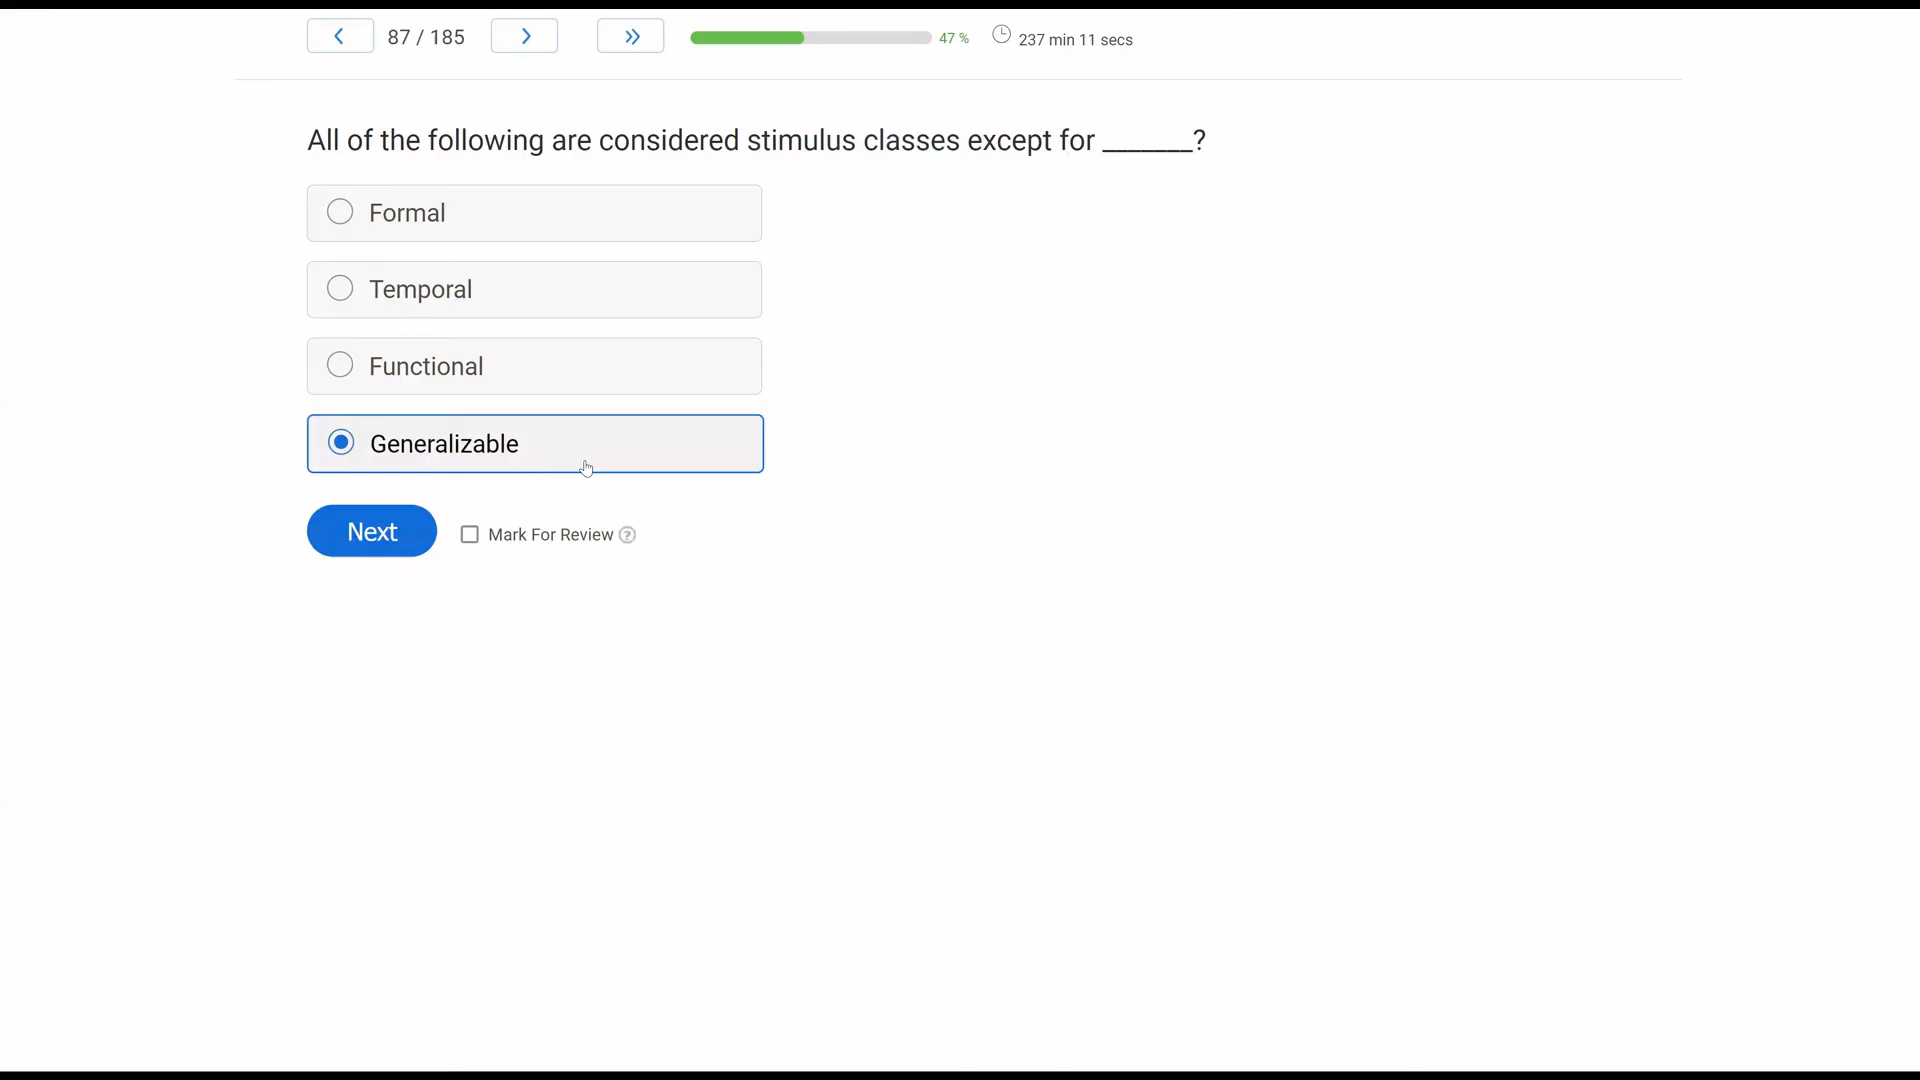 87 / 185
47 %
237 min 11 secs
All of the following are considered stimulus classes except for _______?
Formal
Temporal
Functional
Generalizable
Next
Mark For Review ?